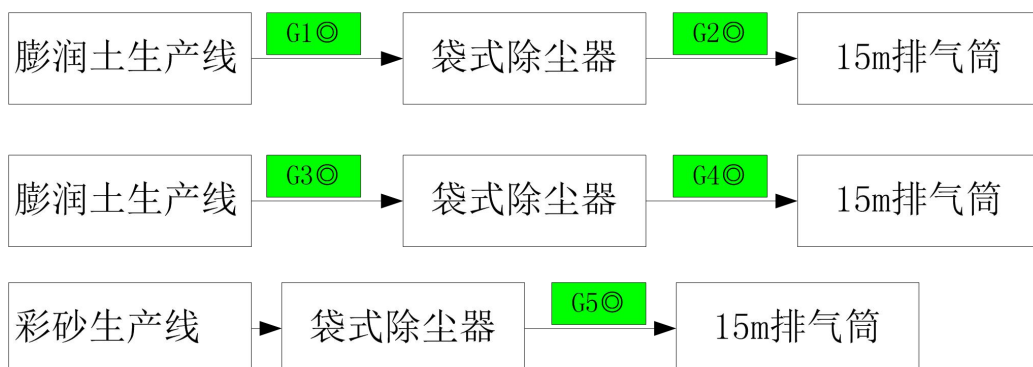 膨润土生产线 G1◎ 袋式除尘器 G2◎ 15m排气筒
膨润土生产线 G3◎ 袋式除尘器 G4◎ 15m排气筒
彩砂生产线 袋式除尘器 G5◎ 15m排气筒